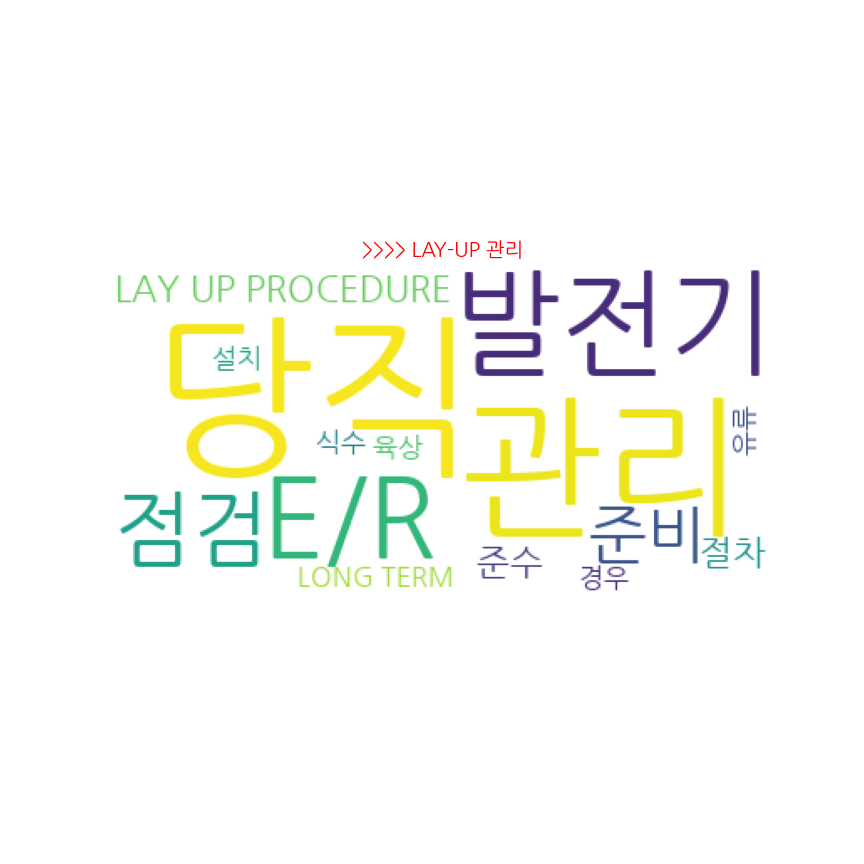 >>>> LAY-UP 관리
LAY UP PROCEDURE
발전기
당직
설치
관리
유류
식수
육상
점검
E/R
준비
절차
준수
LONG TERM
경우